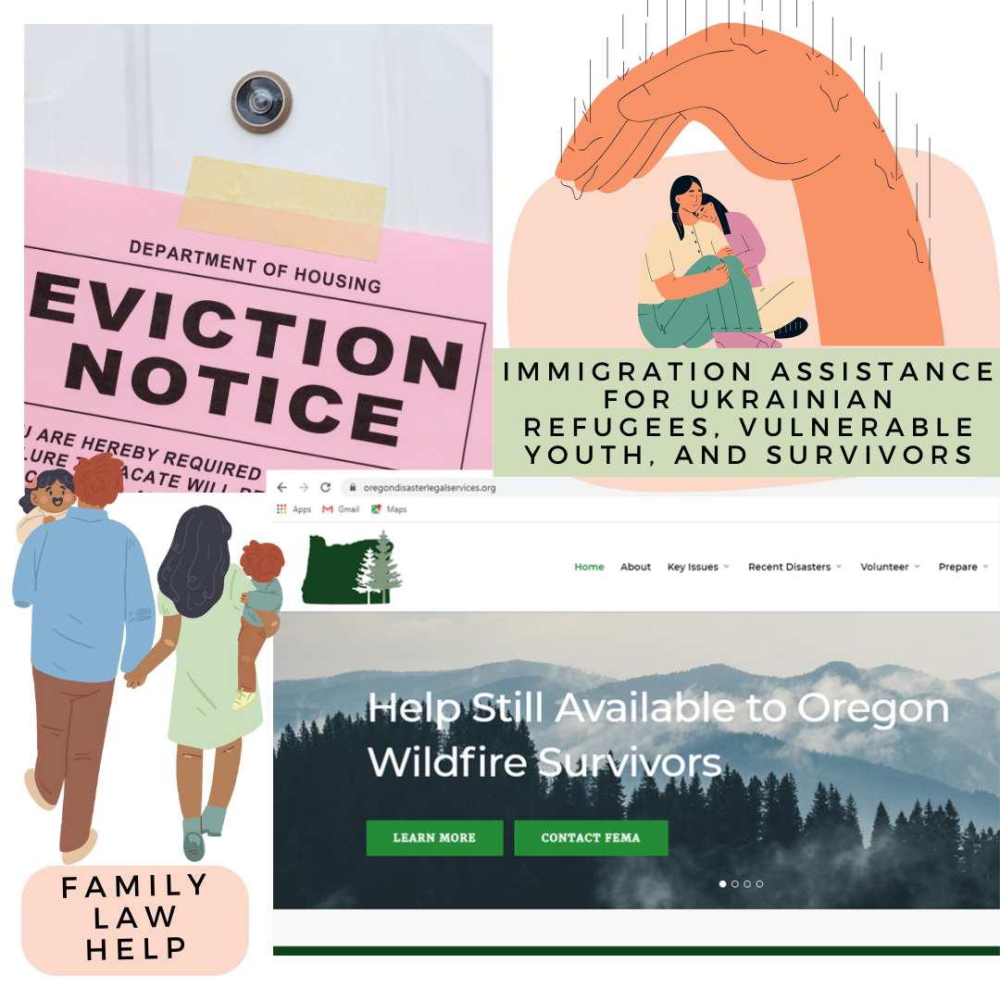 DEPARTMENT OF HOUSING
EVICTION
NOTICE
ARE HEREBY REQUIRED
IMMIGRATION ASSISTANCE
FOR UKRAINIAN
REFUGEES, VULNERABLE
YOUTH, AND SURVIVORS
oregondisasterlegalservices.org
Apps Gmail Maps
Home About Key Issues Recent Disasters Volunteer Prepare
Help Still Available to Oregon
Wildfire Survivors
LEARN MORE CONTACT FEMA
FAMILY
LAW
HELP